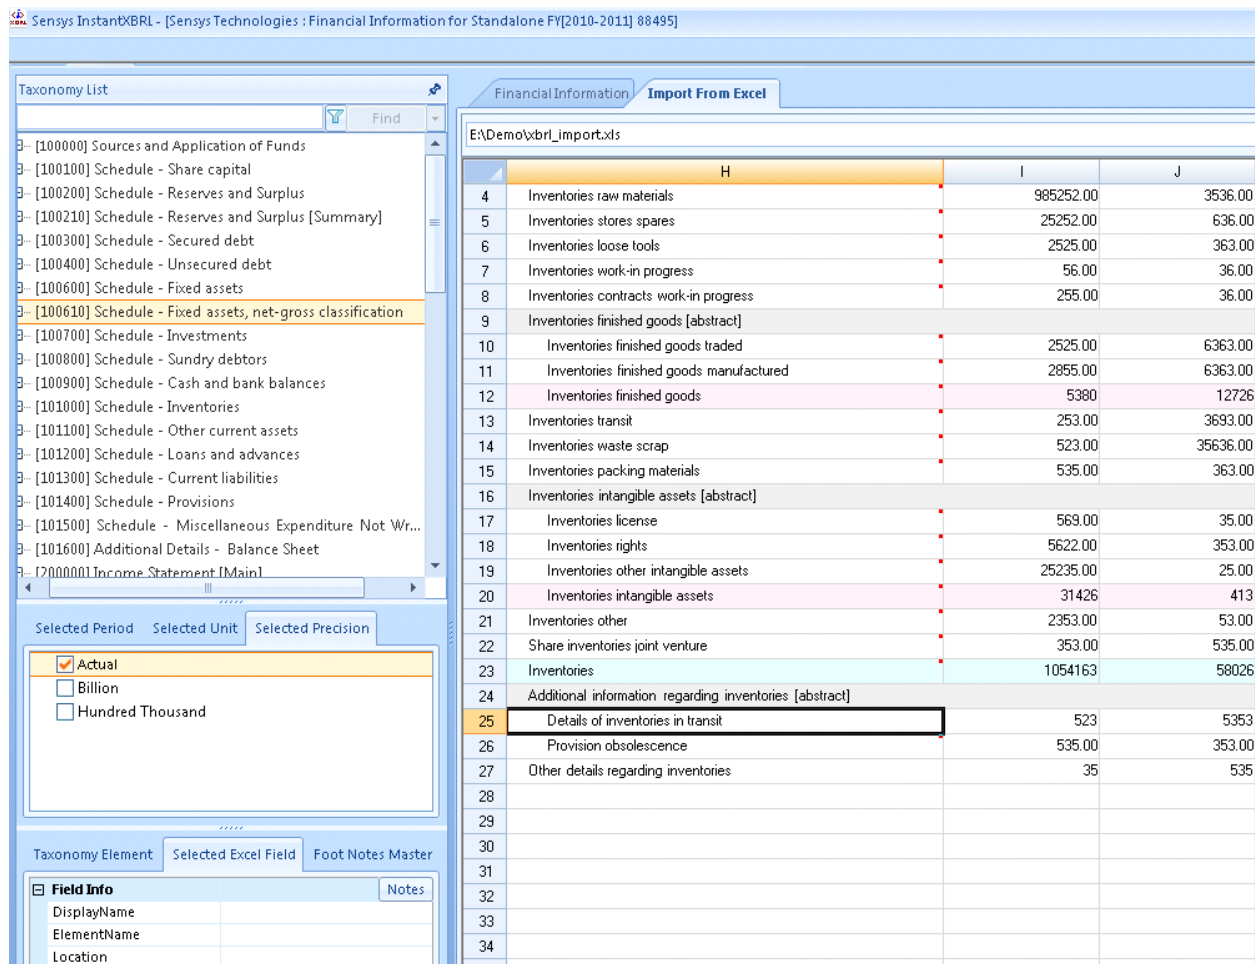 Sensys InstantXBRL - [Sensys Technologies : Financial Information for Standalone FY[2010-2011] 88495]
Taxonomy List
Find
[100000] Sources and Application of Funds
[100100] Schedule - Share capital
[100200] Schedule - Reserves and Surplus
[100210] Schedule - Reserves and Surplus [Summary]
[100300] Schedule - Secured debt
[100400] Schedule - Unsecured debt
[100600] Schedule - Fixed assets
[100610] Schedule - Fixed assets, net-gross classification
[100700] Schedule - Investments
[100800] Schedule - Sundry debtors
[100900] Schedule - Cash and bank balances
[101000] Schedule - Inventories
[101100] Schedule - Other current assets
[101200] Schedule - Loans and advances
[101300] Schedule - Current liabilities
[101400] Schedule - Provisions
[101500] Schedule - Miscellaneous Expenditure Not Wr...
[101600] Additional Details - Balance Sheet
[200000] Income Statement [Main]
Selected Period Selected Unit Selected Precision
Actual
Billion
Hundred Thousand
Taxonomy Element Selected Excel Field Foot Notes Master
Field Info Notes
DisplayName
ElementName
Location
Financial Information Import From Excel
E:\Demo\xbrl_import.xls
H I J
4 Inventories raw materials 985252.00 3536.00
5 Inventories stores spares 25252.00 636.00
6 Inventories loose tools 2525.00 363.00
7 Inventories work-in progress 56.00 36.00
8 Inventories contracts work-in progress 255.00 36.00
9 Inventories finished goods [abstract]
10 Inventories finished goods traded 2525.00 6363.00
11 Inventories finished goods manufactured 2855.00 6363.00
12 Inventories finished goods 5380 12726
13 Inventories transit 253.00 3693.00
14 Inventories waste scrap 523.00 35636.00
15 Inventories packing materials 535.00 363.00
16 Inventories intangible assets [abstract]
17 Inventories license 569.00 35.00
18 Inventories rights 5622.00 353.00
19 Inventories other intangible assets 25235.00 25.00
20 Inventories intangible assets 31426 413
21 Inventories other 2353.00 53.00
22 Share inventories joint venture 353.00 535.00
23 Inventories 1054163 58026
24 Additional information regarding inventories [abstract]
25 Details of inventories in transit 523 5353
26 Provision obsolescence 535.00 353.00
27 Other details regarding inventories 35 535
28
29
30
31
32
33
34